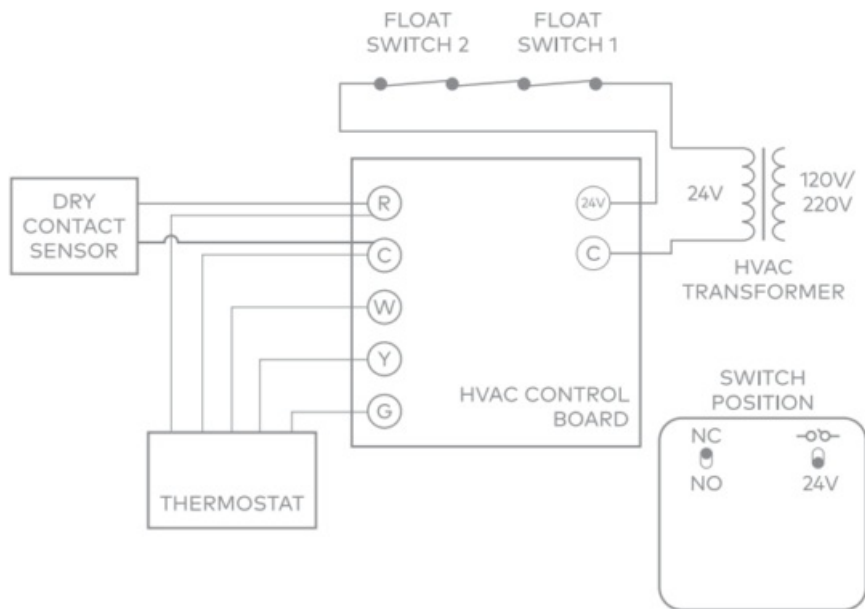 FLOAT
SWITCH 2
FLOAT
SWITCH 1
DRY
CONTACT
SENSOR
R
C
W
Y
G
24V
C
24V
120V/
220V
HVAC
TRANSFORMER
HVAC CONTROL
BOARD
THERMOSTAT
SWITCH
POSITION
NC
NO
24V